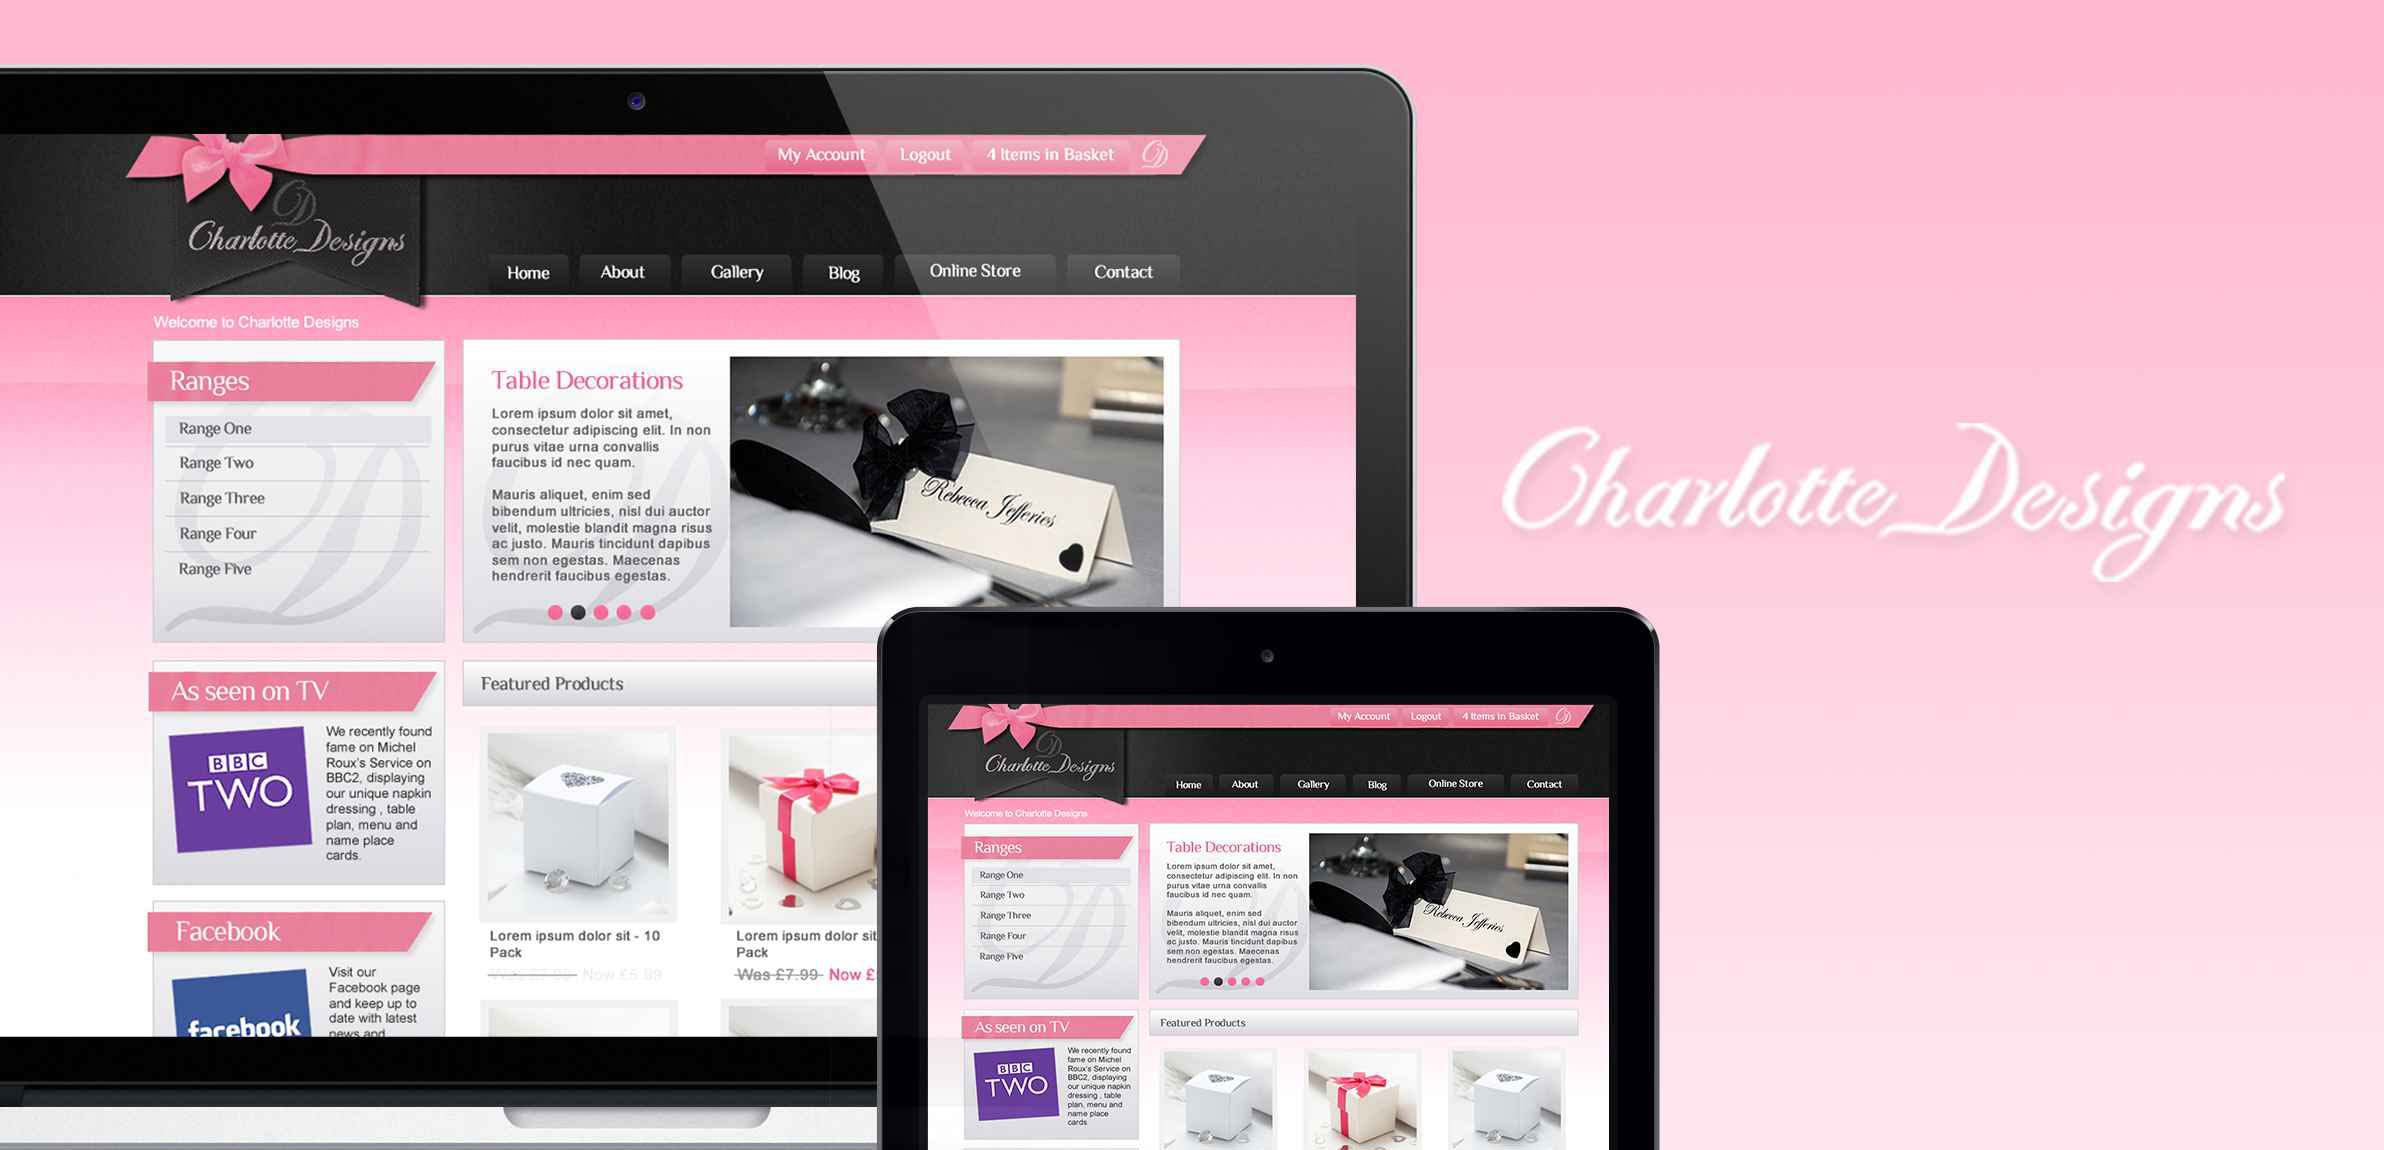 My Account Logout 4 Items in Basket
CD
Charlotte Designs
Home About Gallery Blog Online Store Contact
Welcome to Charlotte Designs
Ranges
Range One
Range Two
Range Three
Range Four
Range Five
Table Decorations
Lorem ipsum dolor sit amet,
consectetur adipiscing elit. In non
purus vitae urna convallis
faucibus id nec quam.
Mauris aliquet, enim sed
bibendum ultricies, nisl dui auctor
velit, molestie blandit magna risus
ac justo. Mauris tincidunt dapibus
sem non egestas. Maecenas
hendrerit faucibus egestas.
Rebecca Jefferies
As seen on TV
BBC
TWO
We recently found
fame on Michel
Roux's Service on
BBC2, displaying
our unique napkin
dressing , table
plan, menu and
name place
cards.
Facebook
facebook
Visit our
Facebook page
and keep up to
date with latest
news and
Featured Products
Lorem ipsum dolor sit - 10
Pack
Was £7.99 Now £5.99
Lorem ipsum dolor sit
Pack
Was £7.99 Now £
Charlotte Designs
My Account Logout 4 Items in Basket
CD
Charlotte Designs
Home About Gallery Blog Online Store Contact
Welcome to Charlotte Designs
Ranges
Range One
Range Two
Range Three
Range Four
Range Five
Table Decorations
Lorem ipsum dolor sit amet,
consectetur adipiscing elit. In non
purus vitae urna convallis
faucibus id nec quam.
Mauris aliquet, enim sed
bibendum ultricies, nisl dui auctor
velit, molestie blandit magna risus
ac justo. Mauris tincidunt dapibus
sem non egestas. Maecenas
hendrerit faucibus egestas.
Rebecca Jefferies
As seen on TV
BBC
TWO
We recently found
fame on Michel
Roux's Service on
BBC2, displaying
our unique napkin
dressing , table
plan, menu and
name place
cards
Featured Products